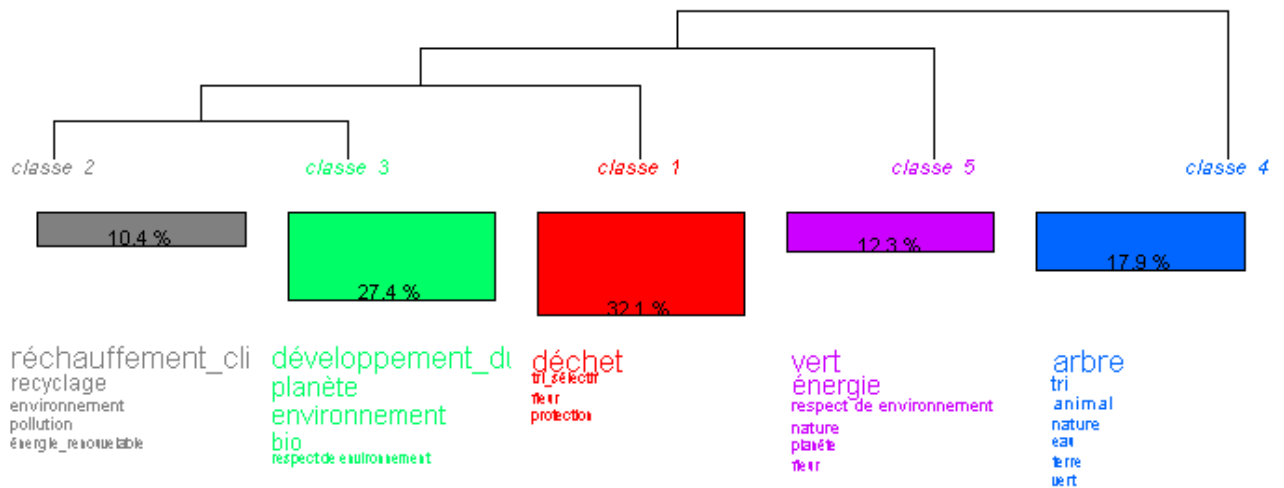 classe 2
classe 3
classe 1
classe 5
classe 4
10.4 %
27.4 %
32.1 %
12.3 %
17.9 %
réchauffement_cli
recyclage
environnement
pollution
énergie_renouvelable
développement_du
planète
environnement
bio
respect de environnement
déchet
tri_sélectif
fleur
protection
vert
énergie
respect de environnement
nature
planète
fleur
arbre
tri
animal
nature
eau
terre
vert